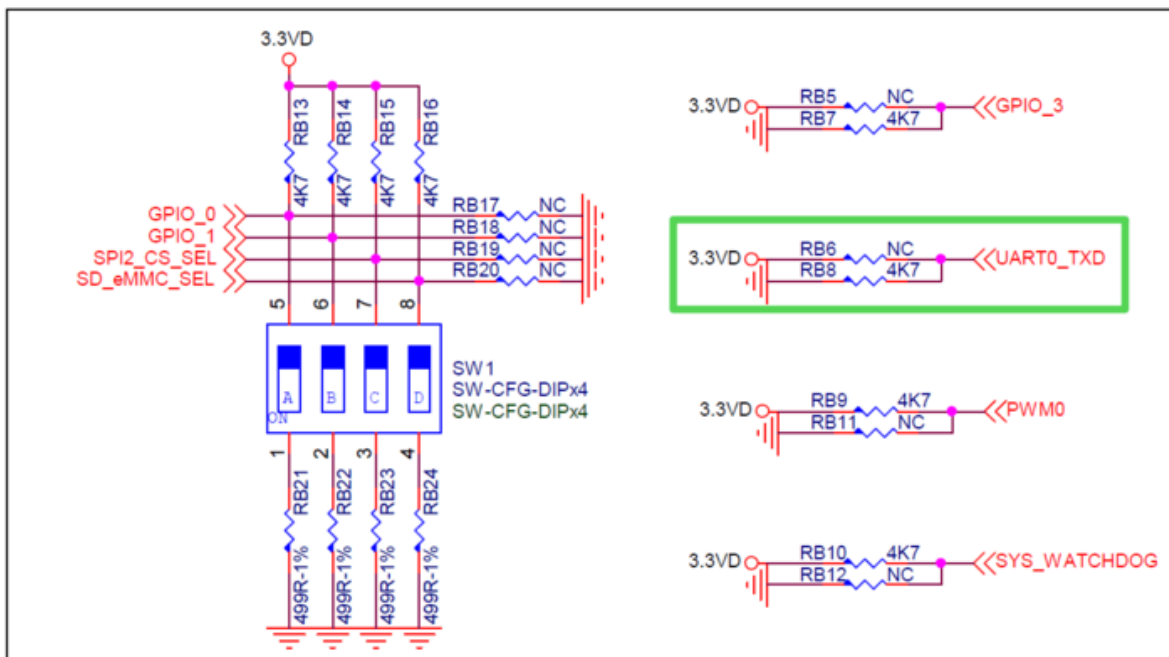 3.3VD
RB13
RB14
RB15
RB16
4K7
4K7
4K7
4K7
GPIO_0
GPIO_1
SPI2_CS_SEL
SD_eMMC_SEL
RB17 NC
RB18 NC
RB19 NC
RB20 NC
5 6 7 8
A B C D
ON
SW1
SW-CFG-DIPx4
SW-CFG-DIPx4
1 2 3 4
RB21
RB22
RB23
RB24
499R-1%
499R-1%
499R-1%
499R-1%
3.3VD RB5 NC GPIO_3
RB7 4K7
3.3VD RB6 NC UART0_TXD
RB8 4K7
3.3VD RB9 4K7 PWM0
RB11 NC
3.3VD RB10 4K7 SYS_WATCHDOG
RB12 NC